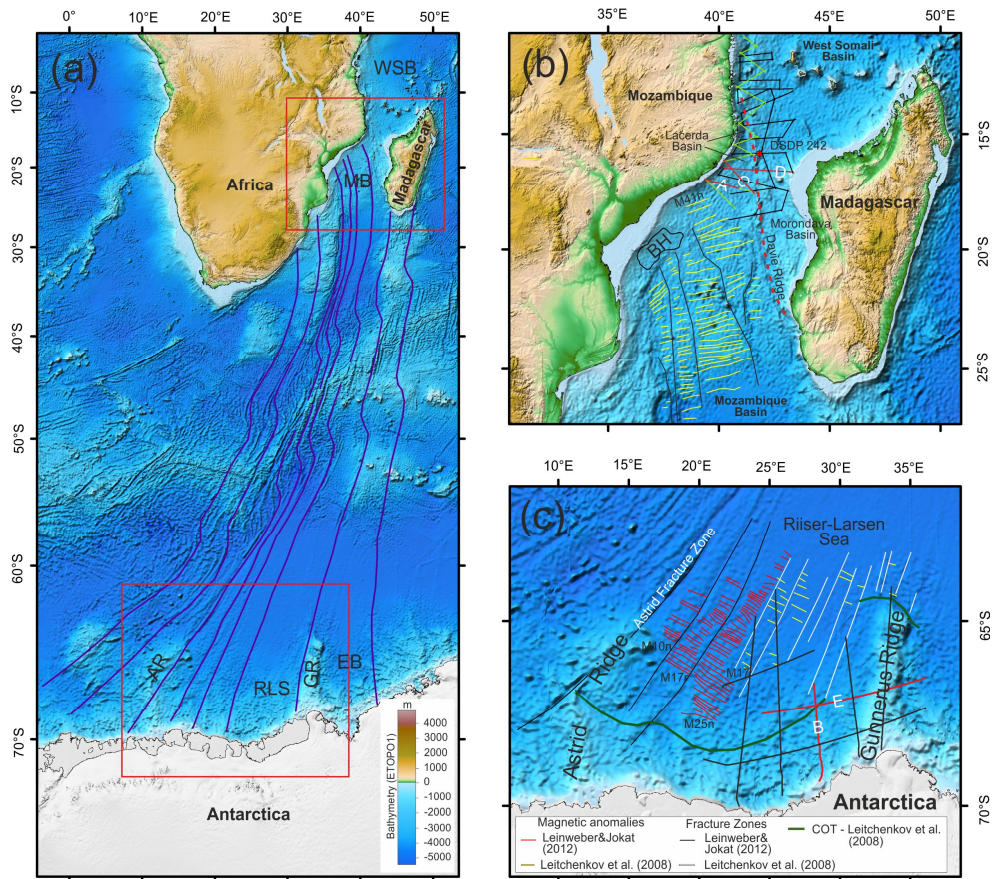 0° 10°E 20°E 30°E 40°E 50°E
(a)
WSB
10°S
20°S
30°S
40°S
50°S
60°S
70°S
Africa
MB
Madagascar
AR
RLS
GR
EB
Antarctica
m
4000
3000
2000
1000
0
-1000
-2000
-3000
-4000
-5000
Bathymetry (ETOPO1)
35°E 40°E 45°E 50°E
(b)
West Somali
Basin
Mozambique
Lacerda
Basin
DSDP 242
D
A
C
M41n
Madagascar
Morondava
Basin
BH
Davie Ridge
Mozambique
Basin
15°S
20°S
25°S
10°E 15°E 20°E 25°E 30°E 35°E
(c)
Riiser-Larsen
Sea
Astrid Fracture Zone
Astrid Ridge
M10n
M17r
M17
M25n
E
B
Gunnerus Ridge
Antarctica
65°S
70°S
Magnetic anomalies
Leinweber&Jokat
(2012)
Leitchenkov et al. (2008)
Fracture Zones
Leinweber&
Jokat (2012)
Leitchenkov et al. (2008)
COT - Leitchenkov et al.
(2008)